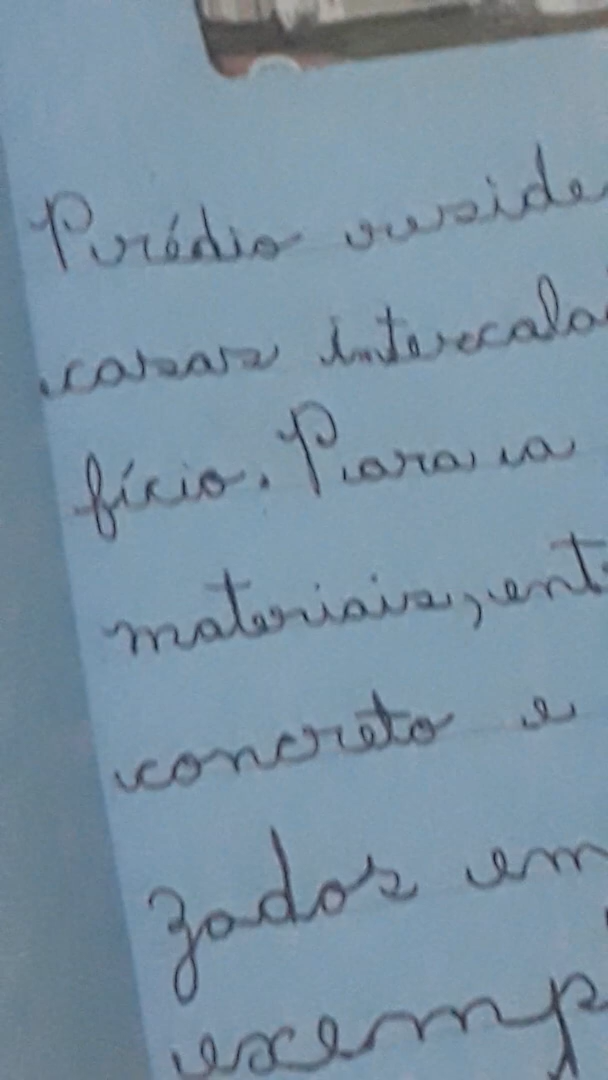 Prédio reside
casas intercala
fício. Para a
materiais, ent
concreto e
zados em
exemp